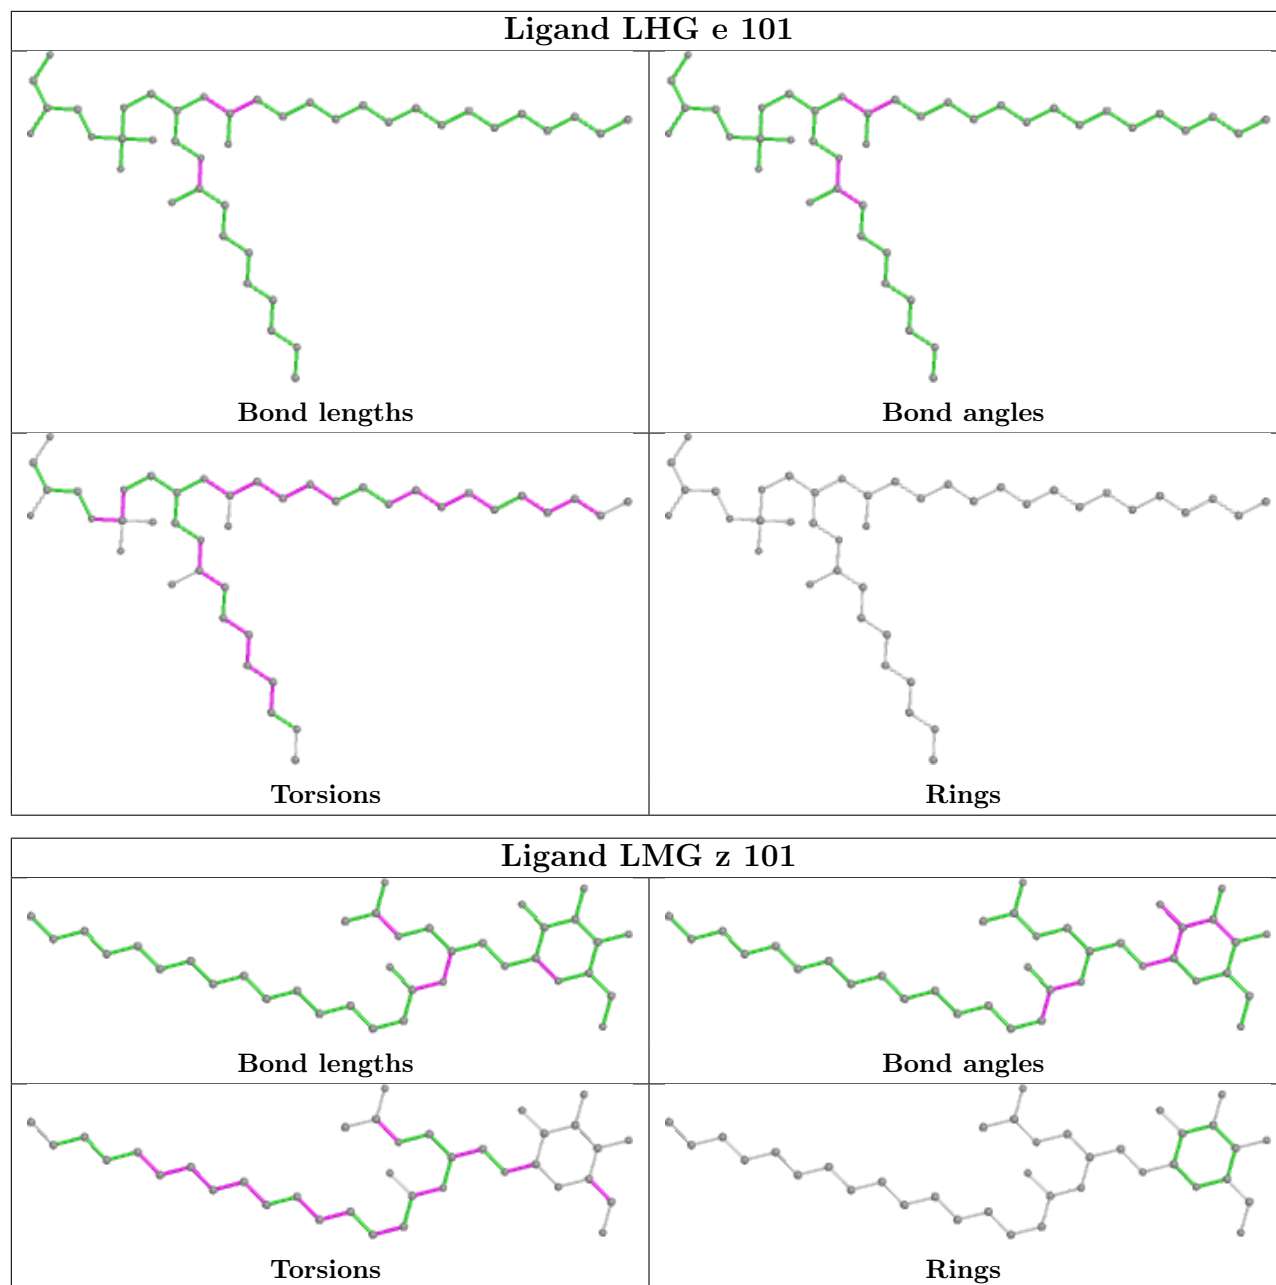 Ligand LHG e 101
Bond lengths
Bond angles
Torsions
Rings
Ligand LMG z 101
Bond lengths
Bond angles
Torsions
Rings